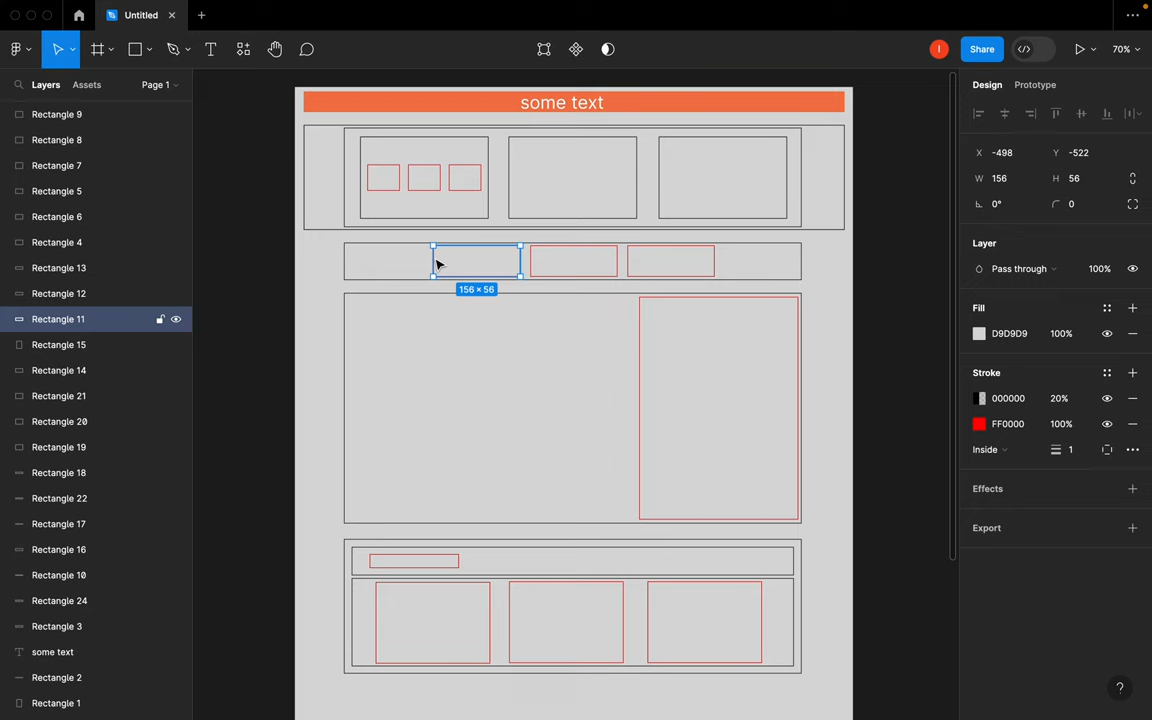 Untitled
Share
70%
Layers
Assets
Page 1
Design
Prototype
some text
Rectangle 9
Rectangle 8
Rectangle 7
Rectangle 5
Rectangle 6
Rectangle 4
Rectangle 13
Rectangle 12
Rectangle 11
Rectangle 15
Rectangle 14
Rectangle 21
Rectangle 20
Rectangle 19
Rectangle 18
Rectangle 22
Rectangle 17
Rectangle 16
Rectangle 10
Rectangle 24
Rectangle 3
some text
Rectangle 2
Rectangle 1
156 × 56
X -498 Y -522
W 156 H 56
0° 0
Layer
Pass through 100%
Fill
D9D9D9 100%
Stroke
000000 20%
FF0000 100%
Inside 1
Effects
Export
?